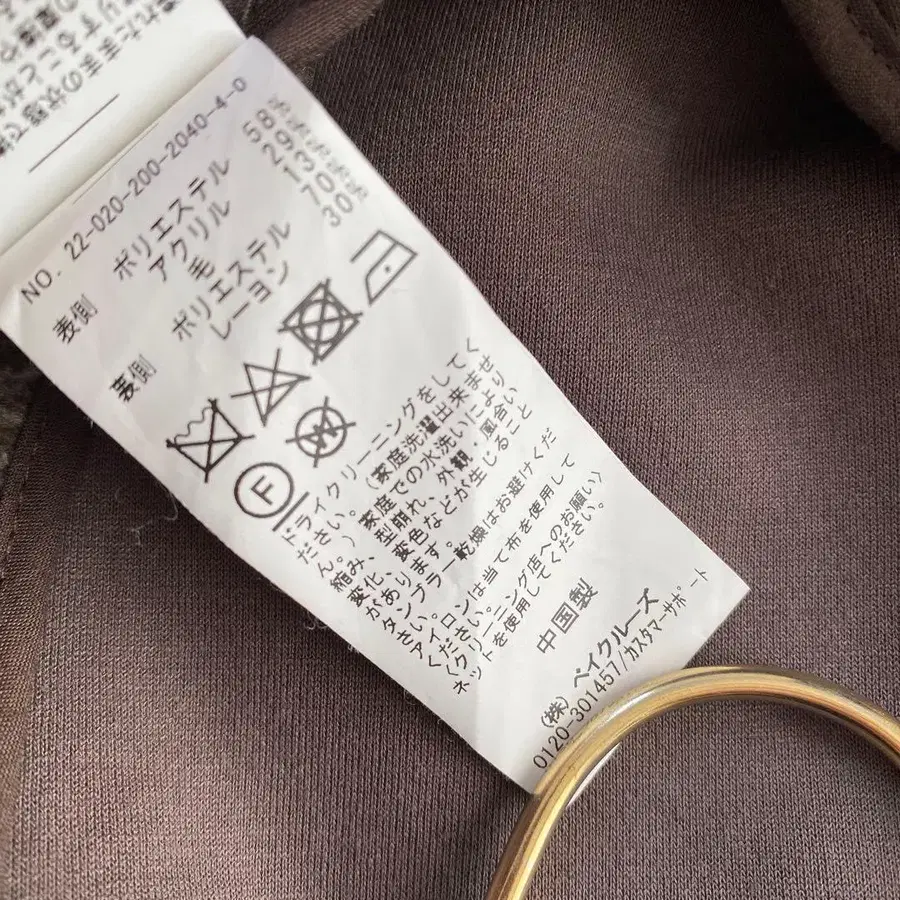 NO. 22-020-200-2040-4-0
表側 ポリエステル 58%
アクリル 29%
毛 13%
裏側 ポリエステル 70%
レーヨン 30%
F
W
ドライクリーニングをしてく
ださい。(家庭洗濯出来ませ
ん。)家庭での水洗いにより
縮み、型崩れ、外観、風合い
変化、変色などが生じること
があります。
タンブラー乾燥はお避けくだ
さい。
アイロンは当て布を使用して
ください。
(クリーニング店へのお願い)
ネットを使用してください。
中国製
(株)ベイクルーズ
0120-301457/カスタマーサポート